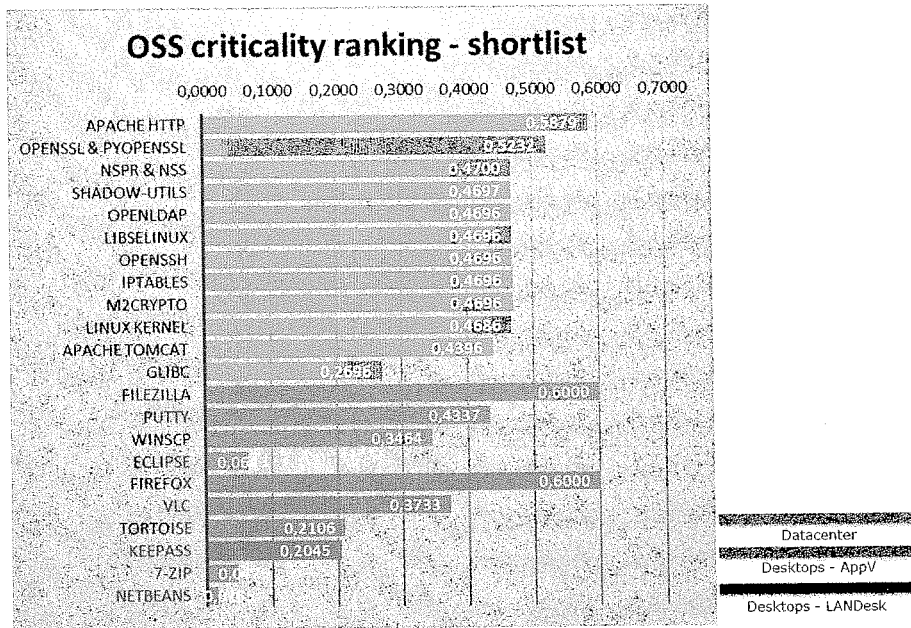 OSS criticality ranking - shortlist
0,0000 0,1000 0,2000 0,3000 0,4000 0,5000 0,6000 0,7000
APACHE HTTP 0,5879
OPENSSL & PYOPENSSL
NSPR & NSS 0,4700
SHADOW-UTILS 0,4697
OPENLDAP 0,4696
LIBSELINUX 0,4696
OPENSSH 0,4696
IPTABLES 0,4696
M2CRYPTO 0,4696
LINUX KERNEL 0,4686
APACHE TOMCAT 0,4396
GLIBC 0,2696
FILEZILLA 0,6000
PUTTY 0,4337
WINSCP 0,3464
ECLIPSE
FIREFOX 0,6000
VLC 0,3733
TORTOISE 0,2106
KEEPASS 0,2045
7-ZIP
NETBEANS
Datacenter
Desktops - AppV
Desktops - LANDesk